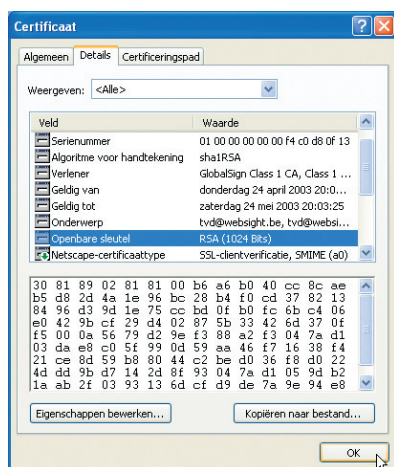 Certificaat
Algemeen Details Certificeringspad
Weergeven: <Alle>
Veld Waarde
Serienummer 01 00 00 00 00 00 f4 c0 d8 0f 13
Algoritme voor handtekening sha1RSA
Verlener GlobalSign Class 1 CA, Class 1 ...
Geldig van donderdag 24 april 2003 20:0...
Geldig tot zaterdag 24 mei 2003 20:03:25
Onderwerp tvd@websight.be, tvd@websi...
Openbare sleutel RSA (1024 Bits)
Netscape-certificaattype SSL-clientverificatie, SMIME (a0)
30 81 89 02 81 81 00 b6 a6 b0 40 cc 8c ae
b5 d8 2d 4a 1e 96 bc 28 b4 f0 cd 37 82 13
84 96 d3 9d 1e 75 cc bd 0f b0 fc 6b c4 06
e0 42 9b cf 29 d4 02 87 5b 33 42 6d 37 0f
f5 00 0a 56 79 d2 9e f3 88 a2 f3 04 7a d1
03 da e8 c0 5f 99 0d 59 aa 46 f7 16 38 f4
21 ce 8d 59 b8 80 44 c2 be d0 36 f8 d0 22
4d dd 9b d7 14 2d 8f 93 04 7a d1 05 9d b2
1a ab 2f 03 93 13 6d cf d9 de 7a 9e 94 e8
Eigenschappen bewerken... Kopiëren naar bestand...
OK